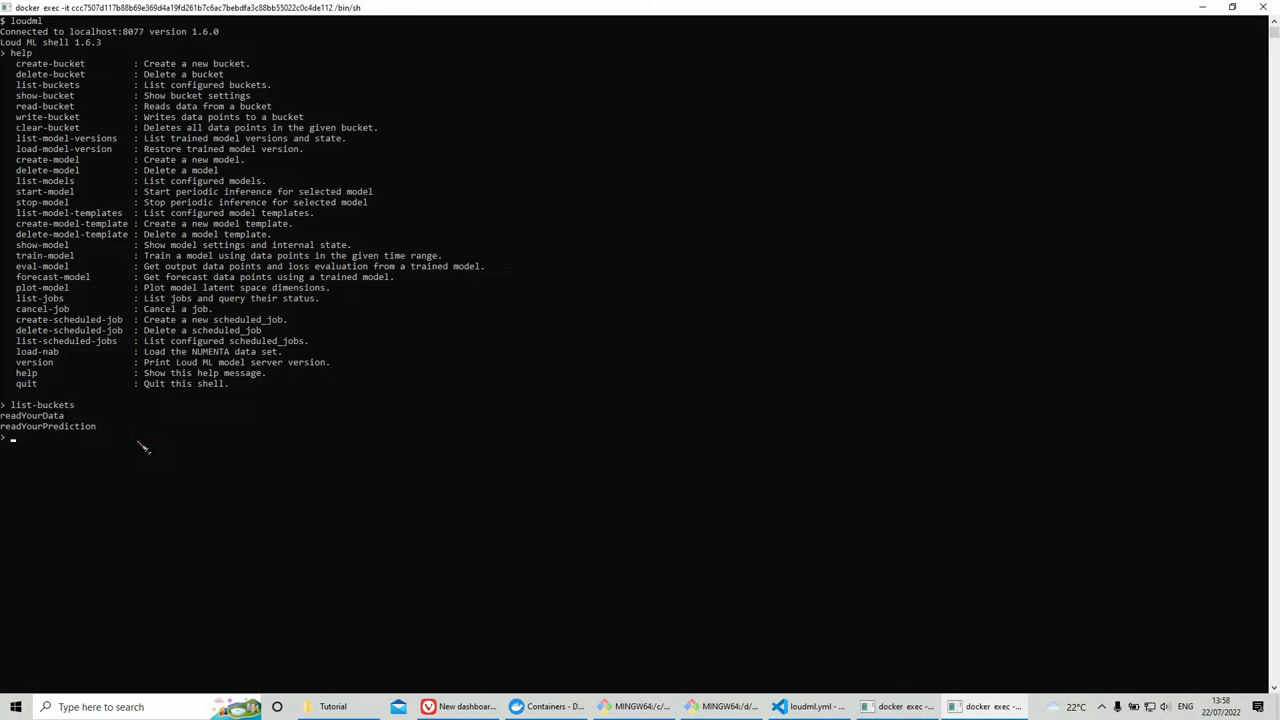 docker exec -it ccc7507d117b88b69e369d4a19fd261b7c6ac7bebdfa3c88bb55022c0c4de112 /bin/sh
$ loudml
Connected to localhost:8077 version 1.6.0
Loud ML shell 1.6.3
> help
create-bucket : Create a new bucket.
delete-bucket : Delete a bucket
list-buckets : List configured buckets.
show-bucket : Show bucket settings
read-bucket : Reads data from a bucket
write-bucket : Writes data points to a bucket
clear-bucket : Deletes all data points in the given bucket.
list-model-versions : List trained model versions and state.
load-model-version : Restore trained model version.
create-model : Create a new model.
delete-model : Delete a model
list-models : List configured models.
start-model : Start periodic inference for selected model
stop-model : Stop periodic inference for selected model
list-model-templates : List configured model templates.
create-model-template : Create a new model template.
delete-model-template : Delete a model template.
show-model : Show model settings and internal state.
train-model : Train a model using data points in the given time range.
eval-model : Get output data points and loss evaluation from a trained model.
forecast-model : Get forecast data points using a trained model.
plot-model : Plot model latent space dimensions.
list-jobs : List jobs and query their status.
cancel-job : Cancel a job.
create-scheduled-job : Create a new scheduled_job.
delete-scheduled-job : Delete a scheduled_job
list-scheduled-jobs : List configured scheduled_jobs.
load-nab : Load the NUMENTA data set.
version : Print Loud ML model server version.
help : Show this help message.
quit : Quit this shell.
> list-buckets
readYourData
readYourPrediction
>
Type here to search
Tutorial
New dashboar...
Containers - D...
MINGW64:/c/...
MINGW64:/d/...
loudml.yml - ...
docker exec -...
docker exec -...
22°C
ENG
13:58
22/07/2022